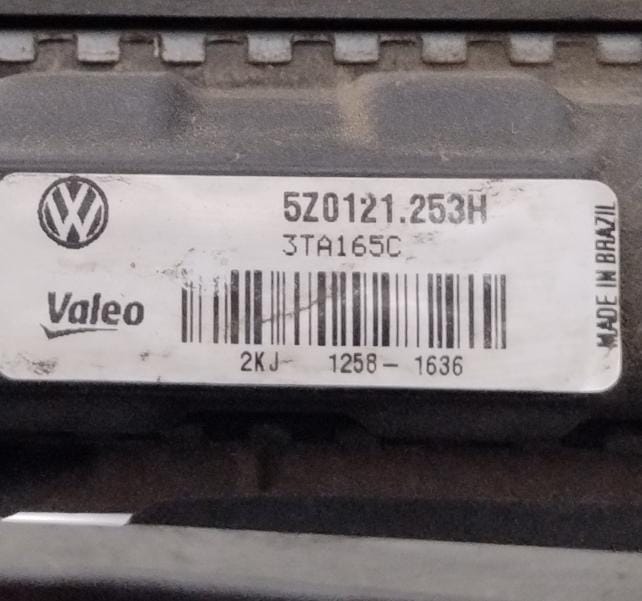 5Z0121.253H
3TA165C
Valeo
2KJ- 1258- 1636
MADE IN BRAZIL